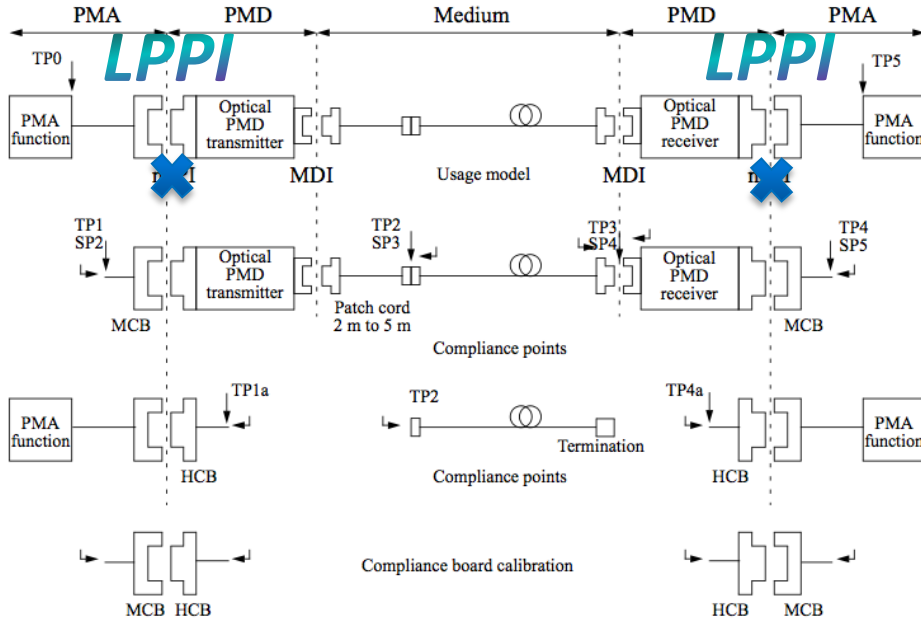 PMA PMD Medium PMD PMA
LPPI LPPI
TP0 TP5
PMA function
Optical PMD transmitter
Optical PMD receiver
PMA function
MDI
Usage model
MDI
TP1
SP2
TP2
SP3
TP3
SP4
TP4
SP5
Optical
PMD
transmitter
Optical
PMD
receiver
MCB
Patch cord
2 m to 5 m
MCB
Compliance points
TP1a
TP2
TP4a
PMA
function
PMA
function
Termination
HCB
Compliance points
HCB
Compliance board calibration
MCB HCB HCB MCB